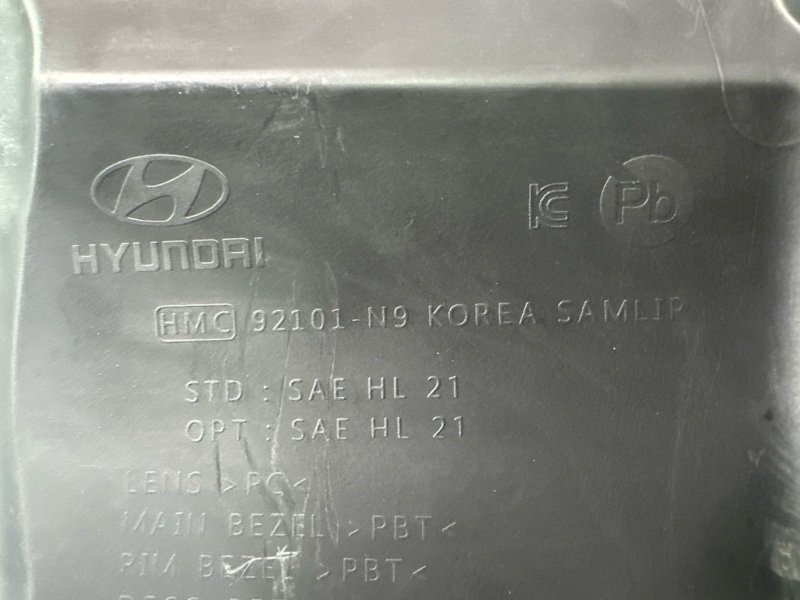 KC Pb
HYUNDAI
HMC 92101-N9 KOREA SAMLIP
STD : SAE HL 21
OPT : SAE HL 21
LENS >PC<
MAIN BEZEL >PBT<
RIM BEZEL >PBT<